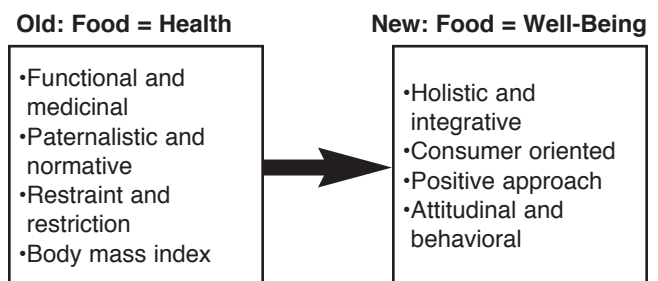 Old: Food = Health
•Functional and
medicinal
•Paternalistic and
normative
•Restraint and
restriction
•Body mass index
New: Food = Well-Being
•Holistic and
integrative
•Consumer oriented
•Positive approach
•Attitudinal and
behavioral